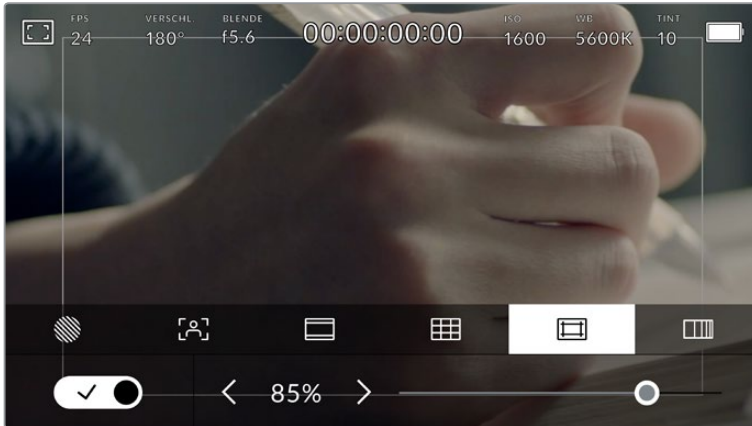 FPS VERSCHL. BLENDE ISO WB TINT
24 180° f5.6 00:00:00:00 1600 5600K 10
85%